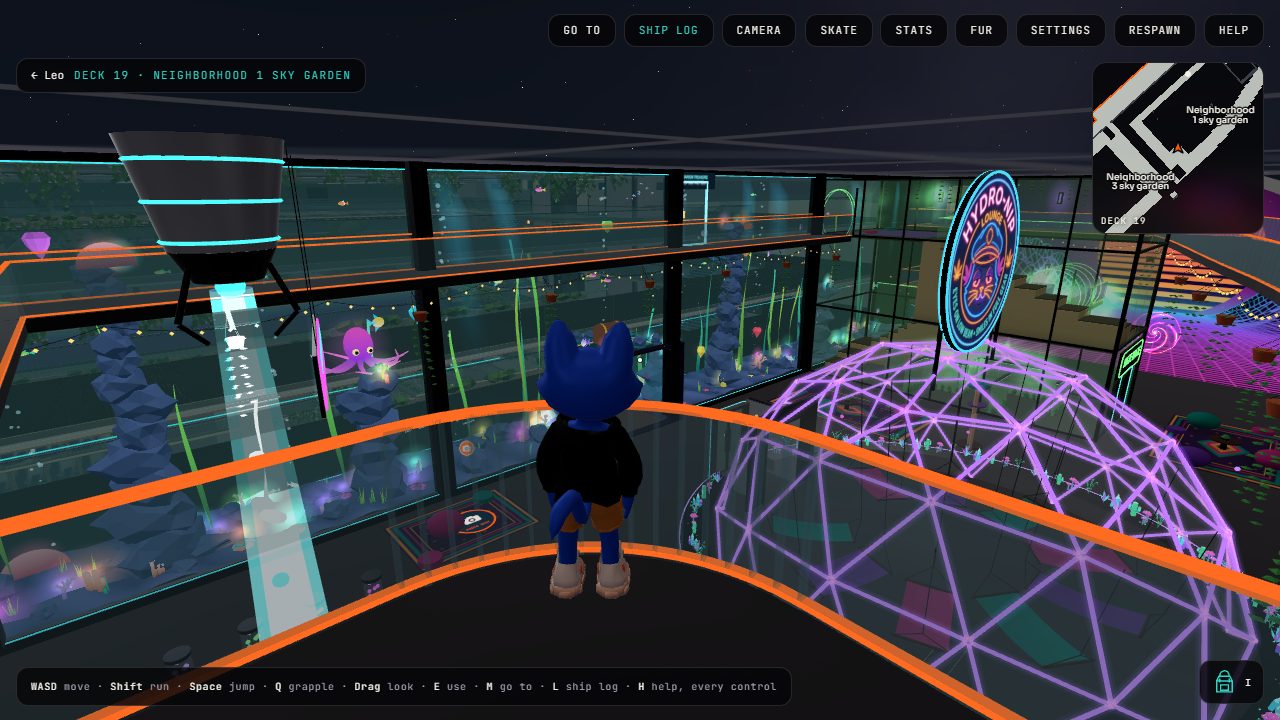 GO TO
SHIP LOG
CAMERA
SKATE
STATS
FUR
SETTINGS
RESPAWN
HELP
← Leo DECK 19 · NEIGHBORHOOD 1 SKY GARDEN
Neighborhood
1 sky garden
Neighborhood
3 sky garden
DECK 19
HYDRO-NIP
LOUNGE
WASD move · Shift run · Space jump · Q grapple · Drag look · E use · M go to · L ship log · H help, every control
I